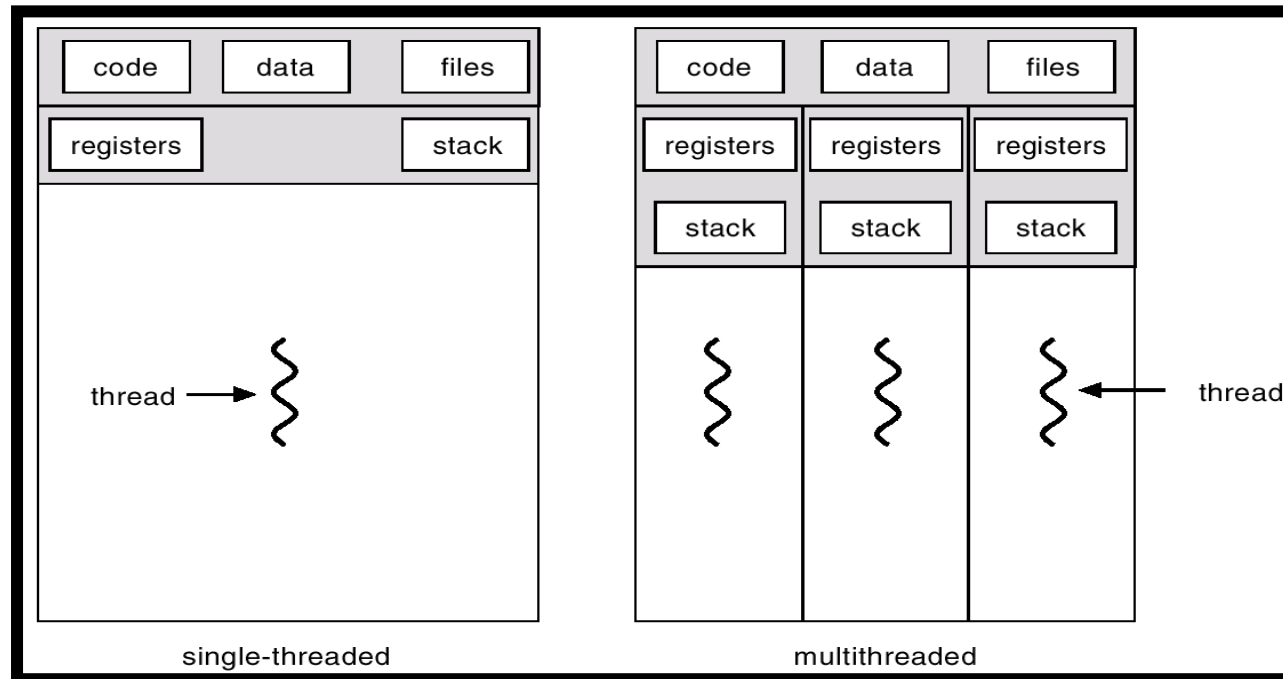 code data files
registers stack
thread
single-threaded
code data files
registers registers registers
stack stack stack
thread
multithreaded